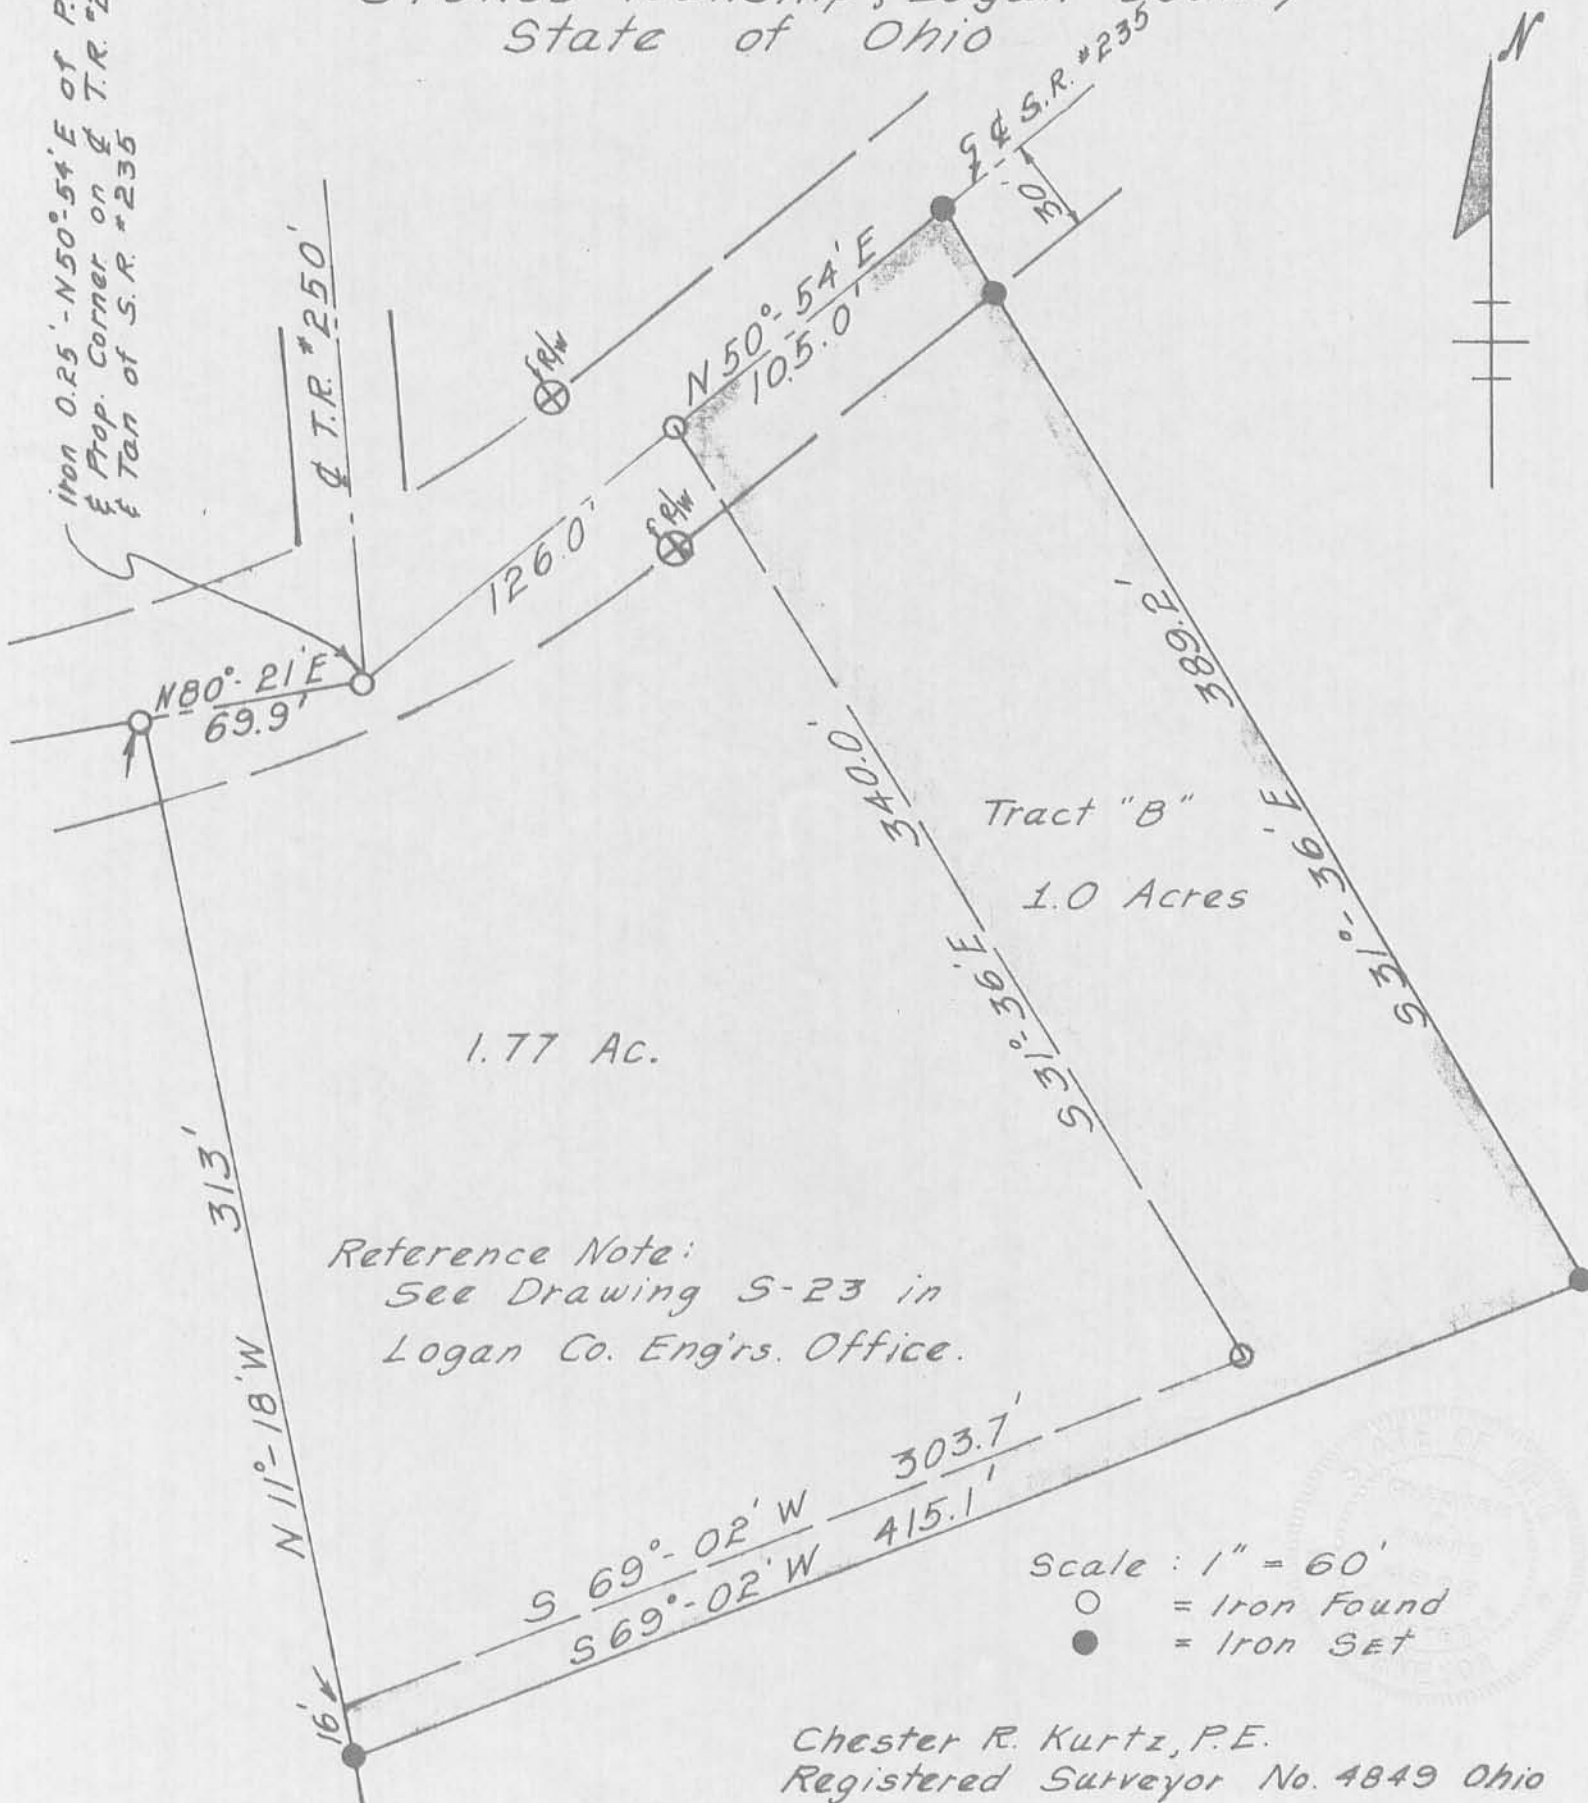 State of Ohio
N
iron 0.25' - N50°-54' E of
& Prop. Corner on ℄ T.R.
& Tan of S.R. #235
℄ T.R. #250'
℄ S.R. #235
30'
N 50°-54' E
105.0'
R/W
R/W
126.0'
N80°-21'E
69.9'
389.2'
S 31°-36' E
340.0'
S 31°-36' E
Tract "B"
1.0 Acres
1.77 Ac.
313'
N 11°-18' W
Reference Note:
See Drawing S-23 in
Logan Co. Eng'rs. Office.
303.7'
S 69°-02' W
415.1'
S 69°-02' W
16'
Scale : 1" = 60'
= Iron Found
= Iron SET
Chester R. Kurtz, P.E.
Registered Surveyor No. 4849 Ohio